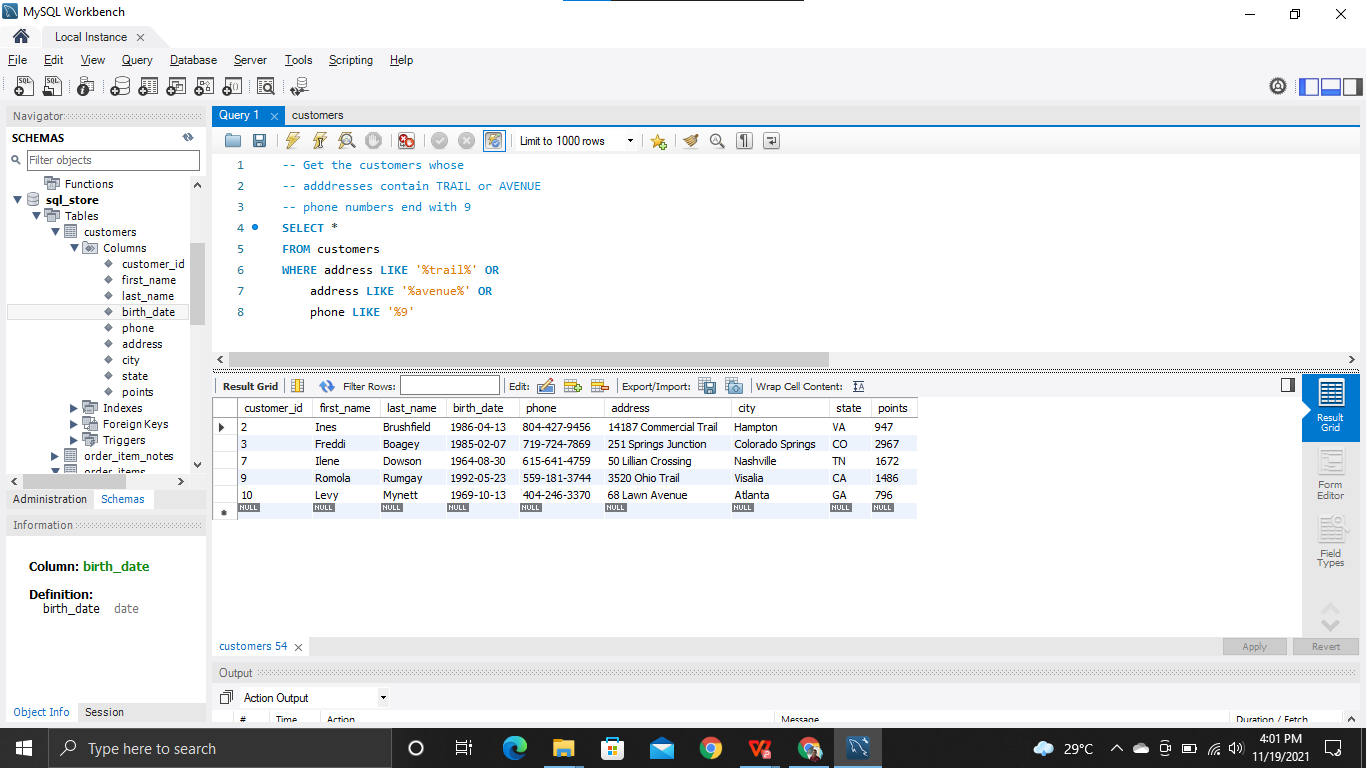 MySQL Workbench
Local Instance
File Edit View Query Database Server Tools Scripting Help
Navigator
SCHEMAS
Filter objects
Functions
sql_store
Tables
customers
Columns
customer_id
first_name
last_name
birth_date
phone
address
city
state
points
Indexes
Foreign Keys
Triggers
order_item_notes
order_items
Administration Schemas
Information
Column: birth_date
Definition:
birth_date date
Object Info Session
Query 1 customers
Limit to 1000 rows
1 -- Get the customers whose
2 -- adddresses contain TRAIL or AVENUE
3 -- phone numbers end with 9
4 SELECT *
5 FROM customers
6 WHERE address LIKE '%trail%' OR
7 address LIKE '%avenue%' OR
8 phone LIKE '%9'
Result Grid Filter Rows: Edit: Export/Import: Wrap Cell Content:
customer_id first_name last_name birth_date phone address city state points
2 Ines Brushfield 1986-04-13 804-427-9456 14187 Commercial Trail Hampton VA 947
3 Freddi Boagey 1985-02-07 719-724-7869 251 Springs Junction Colorado Springs CO 2967
7 Ilene Dowson 1964-08-30 615-641-4759 50 Lillian Crossing Nashville TN 1672
9 Romola Rumgay 1992-05-23 559-181-3744 3520 Ohio Trail Visalia CA 1486
10 Levy Mynett 1969-10-13 404-246-3370 68 Lawn Avenue Atlanta GA 796
NULL NULL NULL NULL NULL NULL NULL NULL NULL
Result
Grid
Form
Editor
Field
Types
customers 54
Apply Revert
Output
Action Output
# Time Action Message Duration / Fetch
Type here to search
29°C
4:01 PM
11/19/2021